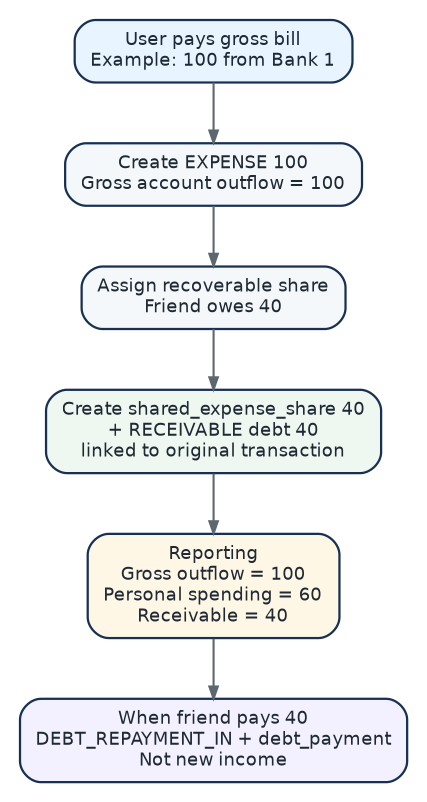 User pays gross bill
Example: 100 from Bank 1
Create EXPENSE 100
Gross account outflow = 100
Assign recoverable share
Friend owes 40
Create shared_expense_share 40
+ RECEIVABLE debt 40
linked to original transaction
Reporting
Gross outflow = 100
Personal spending = 60
Receivable = 40
When friend pays 40
DEBT_REPAYMENT_IN + debt_payment
Not new income